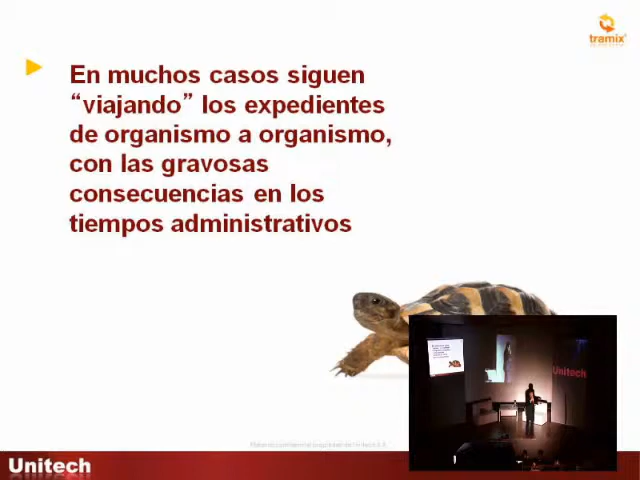 tramix
En muchos casos siguen
“viajando” los expedientes
de organismo a organismo,
con las gravosas
consecuencias en los
tiempos administrativos
Unitech
Unitech